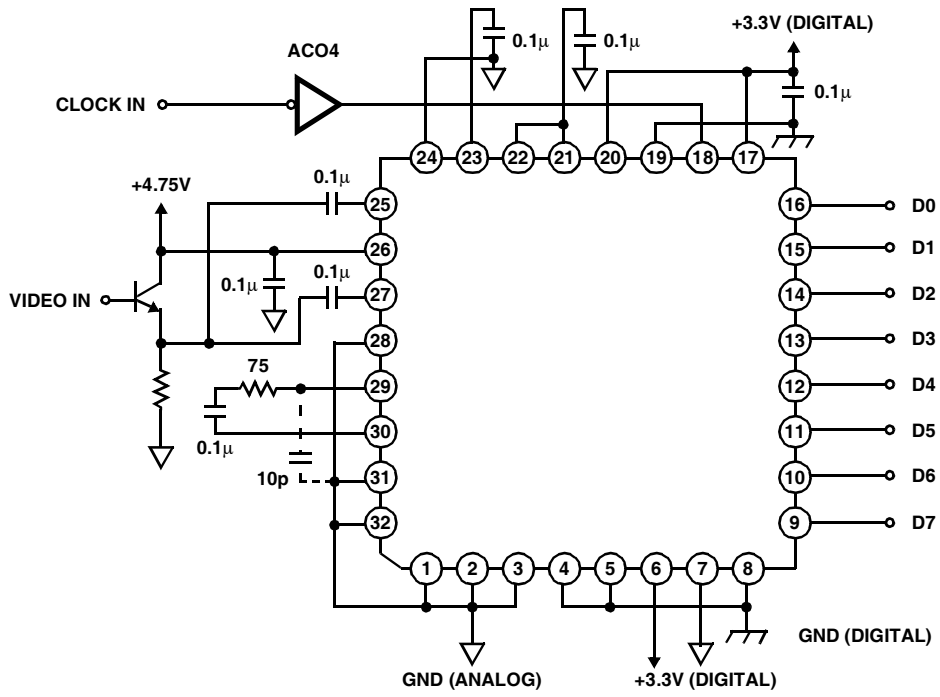 +3.3V (DIGITAL)
0.1μ
0.1μ
ACO4
0.1μ
CLOCK IN
24 23 22 21 20 19 18 17
+4.75V
0.1μ
25
16 D0
26
15 D1
0.1μ
0.1μ
27
14 D2
VIDEO IN
28
13 D3
75
29
12 D4
30
11 D5
0.1μ
10p
31
10 D6
32
9 D7
1 2 3 4 5 6 7 8
GND (DIGITAL)
GND (ANALOG)
+3.3V (DIGITAL)